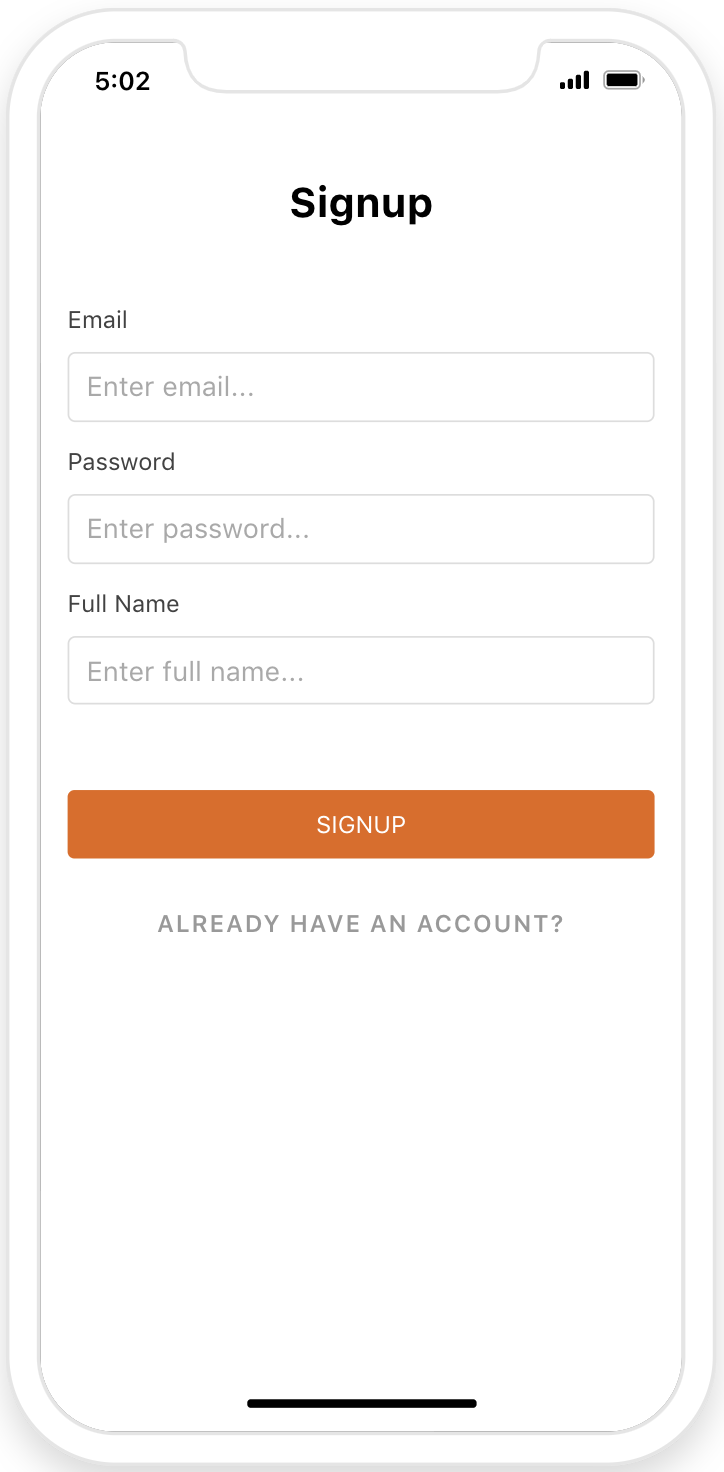 5:02
Signup
Email
Enter email...
Password
Enter password...
Full Name
Enter full name...
SIGNUP
ALREADY HAVE AN ACCOUNT?